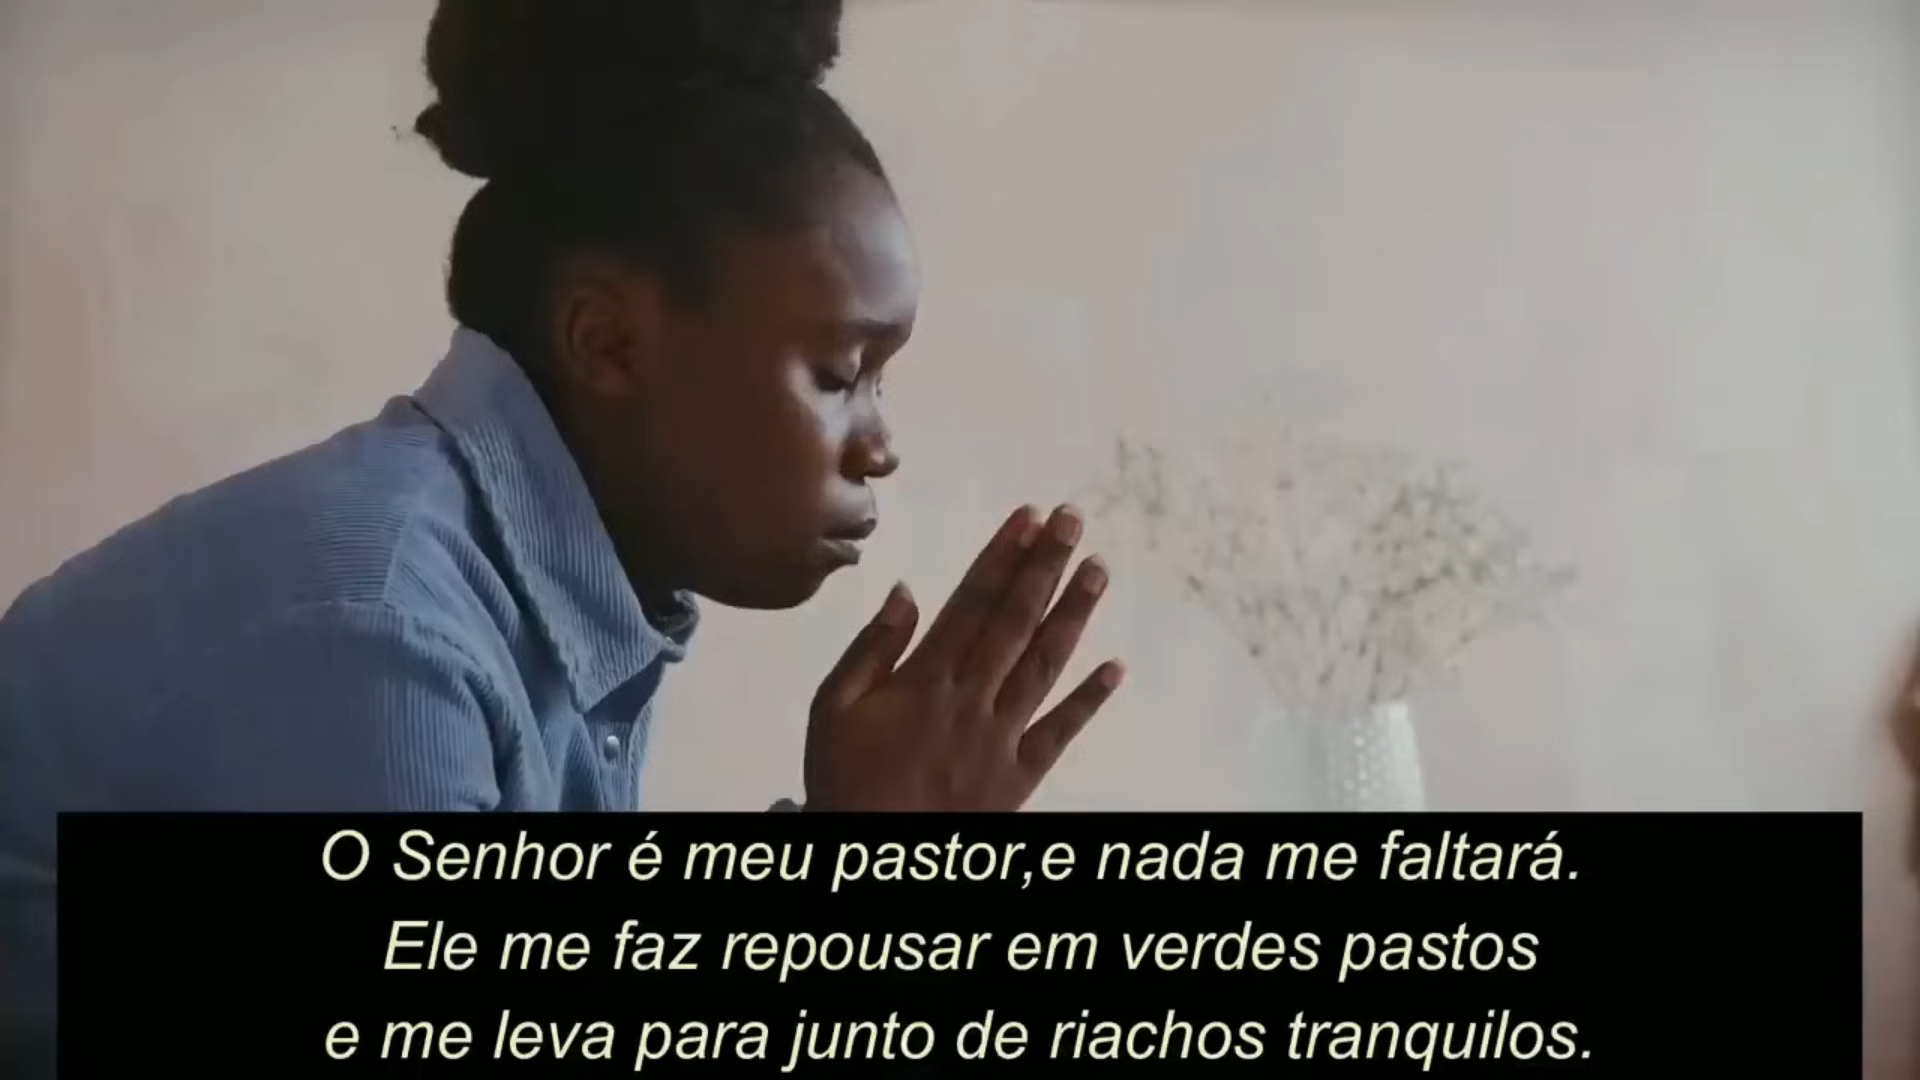 O Senhor é meu pastor,e nada me faltará.
Ele me faz repousar em verdes pastos
e me leva para junto de riachos tranquilos.